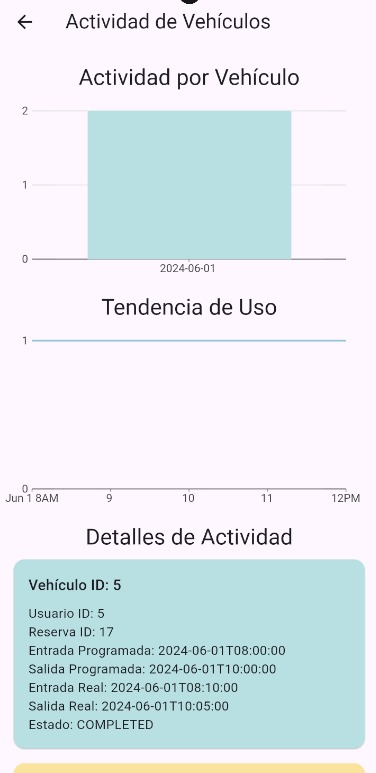 Actividad de Vehículos
Actividad por Vehículo
2
1
0
2024-06-01
Tendencia de Uso
1
0
Jun 1 8AM 9 10 11 12PM
Detalles de Actividad
Vehículo ID: 5
Usuario ID: 5
Reserva ID: 17
Entrada Programada: 2024-06-01T08:00:00
Salida Programada: 2024-06-01T10:00:00
Entrada Real: 2024-06-01T08:10:00
Salida Real: 2024-06-01T10:05:00
Estado: COMPLETED